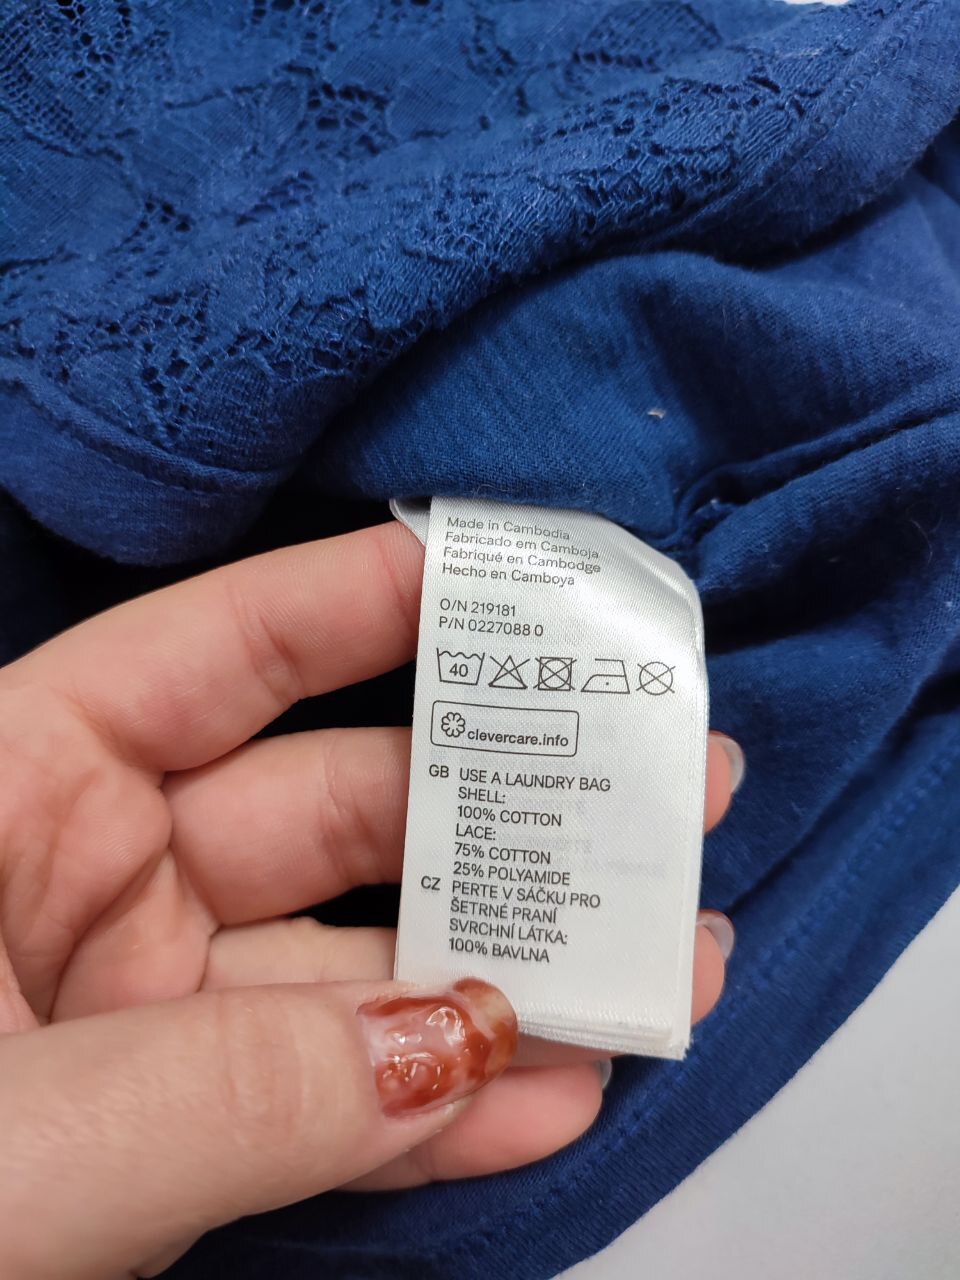 Made in Cambodia
Fabricado em Camboja
Fabriqué en Cambodge
Hecho en Camboya
O/N 219181
P/N 0227088 0
40
clevercare.info
GB USE A LAUNDRY BAG
SHELL:
100% COTTON
LACE:
75% COTTON
25% POLYAMIDE
CZ PERTE V SÁČKU PRO
ŠETRNÉ PRANÍ
SVRCHNÍ LÁTKA:
100% BAVLNA